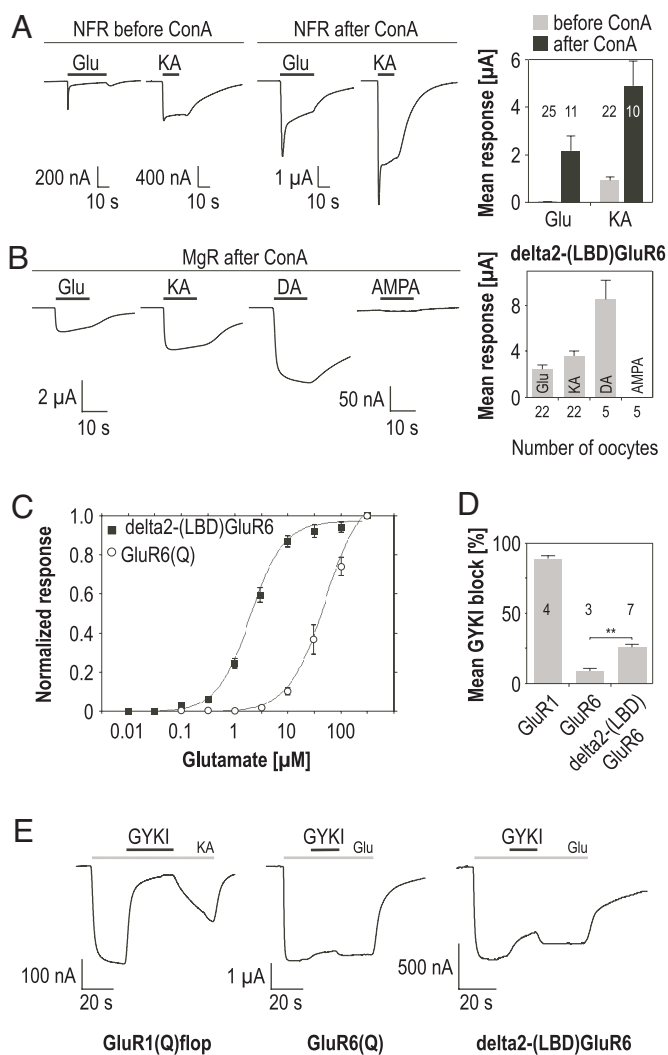 A
NFR before ConA
NFR after ConA
Glu
KA
Glu
KA
200 nA
10 s
400 nA
10 s
1 µA
10 s
before ConA
after ConA
Mean response [µA]
6
4
2
0
25
11
22
10
Glu
KA
delta2-(LBD)GluR6
B
MgR after ConA
Glu
KA
DA
AMPA
2 µA
10 s
50 nA
10 s
Mean response [µA]
8
4
0
Glu
KA
DA
AMPA
22
22
5
5
Number of oocytes
C
Normalized response
1.0
0.8
0.6
0.4
0.2
0
delta2-(LBD)GluR6
GluR6(Q)
0.01
0.1
1
10
100
Glutamate [µM]
D
Mean GYKI block [%]
100
50
0
4
3
7
**
GluR1
GluR6
delta2-(LBD)
GluR6
E
GYKI
KA
100 nA
20 s
GluR1(Q)flop
GYKI
Glu
1 µA
20 s
GluR6(Q)
GYKI
Glu
500 nA
20 s
delta2-(LBD)GluR6